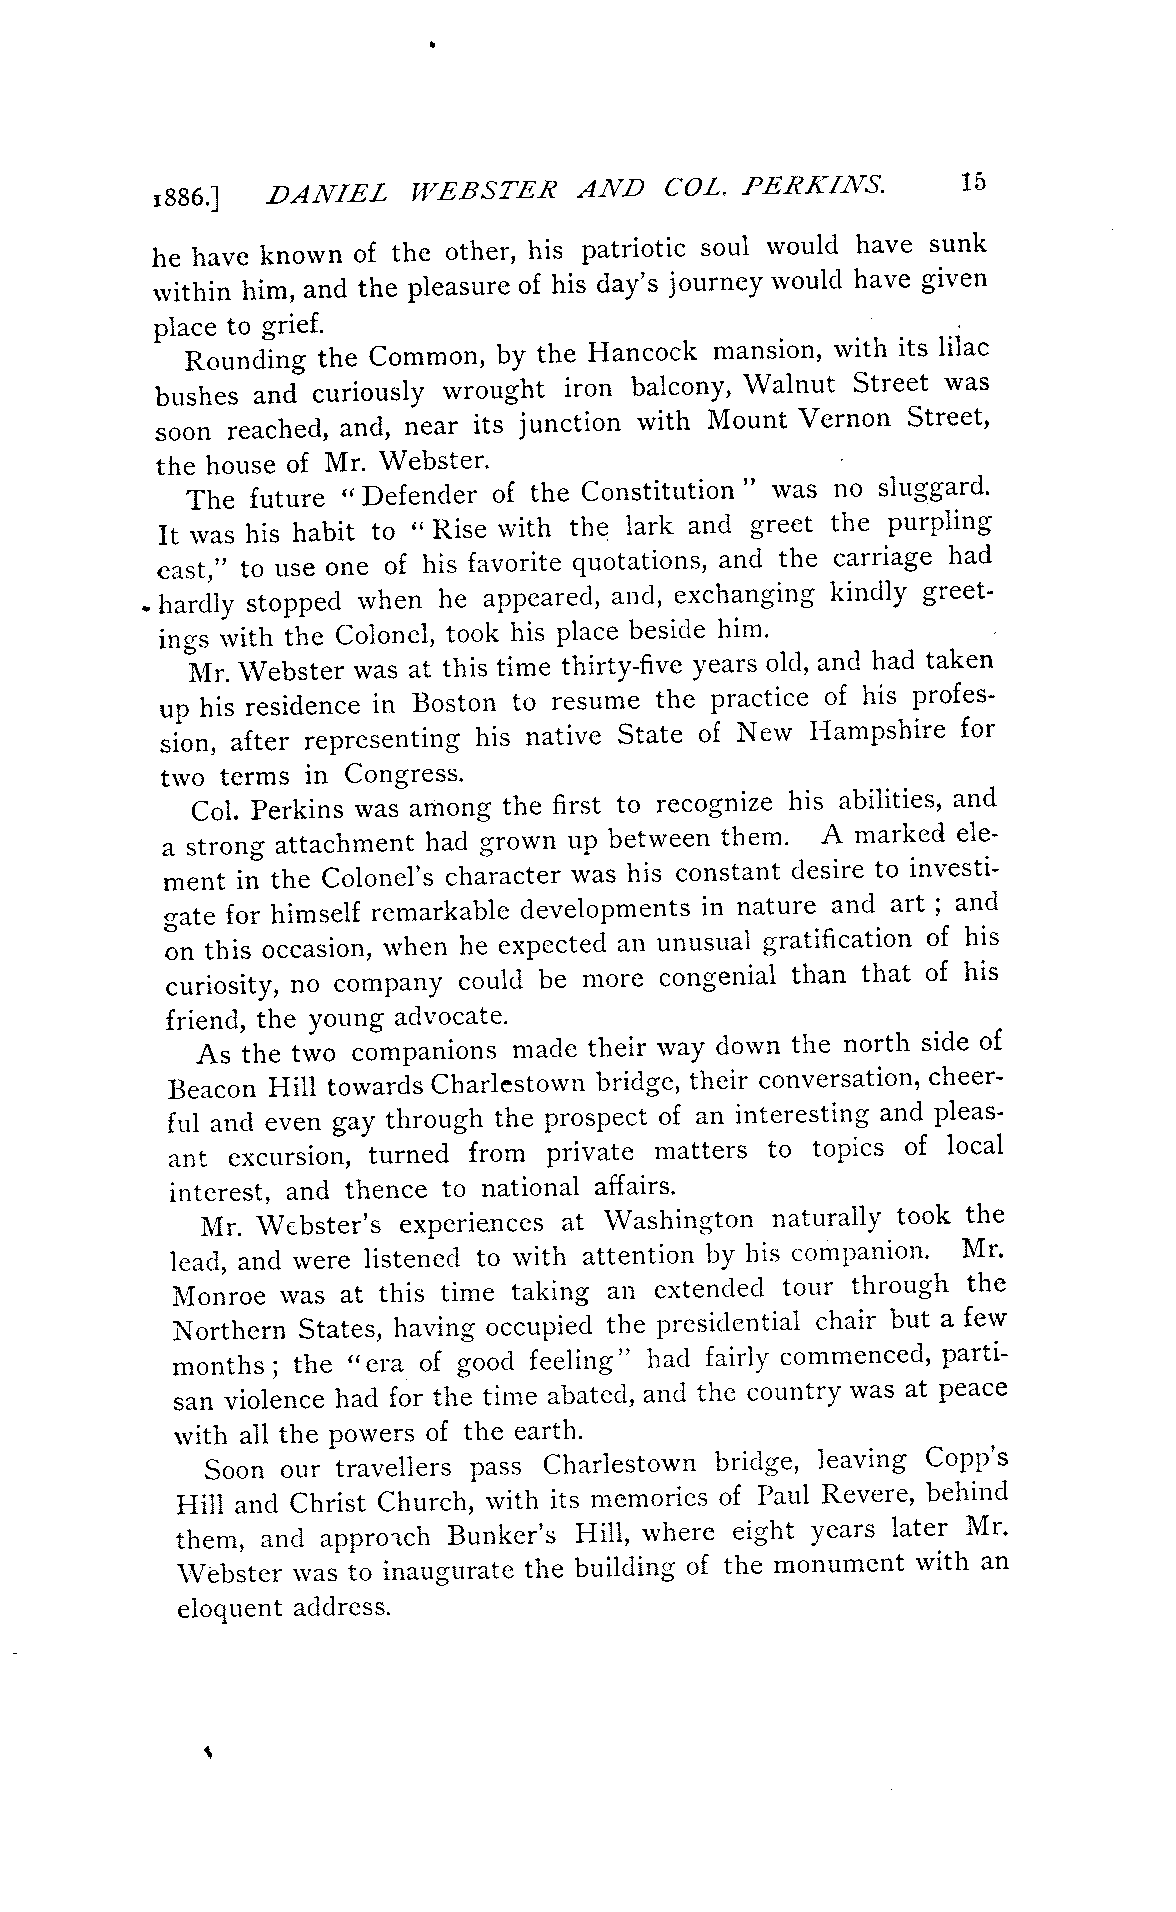 1886.] DANIEL WEBSTER AND COL. PERKINS. 15
he have known of the other, his patriotic soul would have sunk
within him, and the pleasure of his day's journey would have given
place to grief.
Rounding the Common, by the Hancock mansion, with its lilac
bushes and curiously wrought iron balcony, Walnut Street was
soon reached, and, near its junction with Mount Vernon Street,
the house of Mr. Webster.
The future "Defender of the Constitution" was no sluggard.
It was his habit to "Rise with the lark and greet the purpling
east," to use one of his favorite quotations, and the carriage had
hardly stopped when he appeared, and, exchanging kindly greet-
ings with the Colonel, took his place beside him.
Mr. Webster was at this time thirty-five years old, and had taken
up his residence in Boston to resume the practice of his profes-
sion, after representing his native State of New Hampshire for
two terms in Congress.
Col. Perkins was among the first to recognize his abilities, and
a strong attachment had grown up between them. A marked ele-
ment in the Colonel's character was his constant desire to investi-
gate for himself remarkable developments in nature and art; and
on this occasion, when he expected an unusual gratification of his
curiosity, no company could be more congenial than that of his
friend, the young advocate.
As the two companions made their way down the north side of
Beacon Hill towards Charlestown bridge, their conversation, cheer-
ful and even gay through the prospect of an interesting and pleas-
ant excursion, turned from private matters to topics of local
interest, and thence to national affairs.
Mr. Webster's experiences at Washington naturally took the
lead, and were listened to with attention by his companion. Mr.
Monroe was at this time taking an extended tour through the
Northern States, having occupied the presidential chair but a few
months; the "era of good feeling" had fairly commenced, parti-
san violence had for the time abated, and the country was at peace
with all the powers of the earth.
Soon our travellers pass Charlestown bridge, leaving Copp's
Hill and Christ Church, with its memories of Paul Revere, behind
them, and approach Bunker's Hill, where eight years later Mr.
Webster was to inaugurate the building of the monument with an
eloquent address.